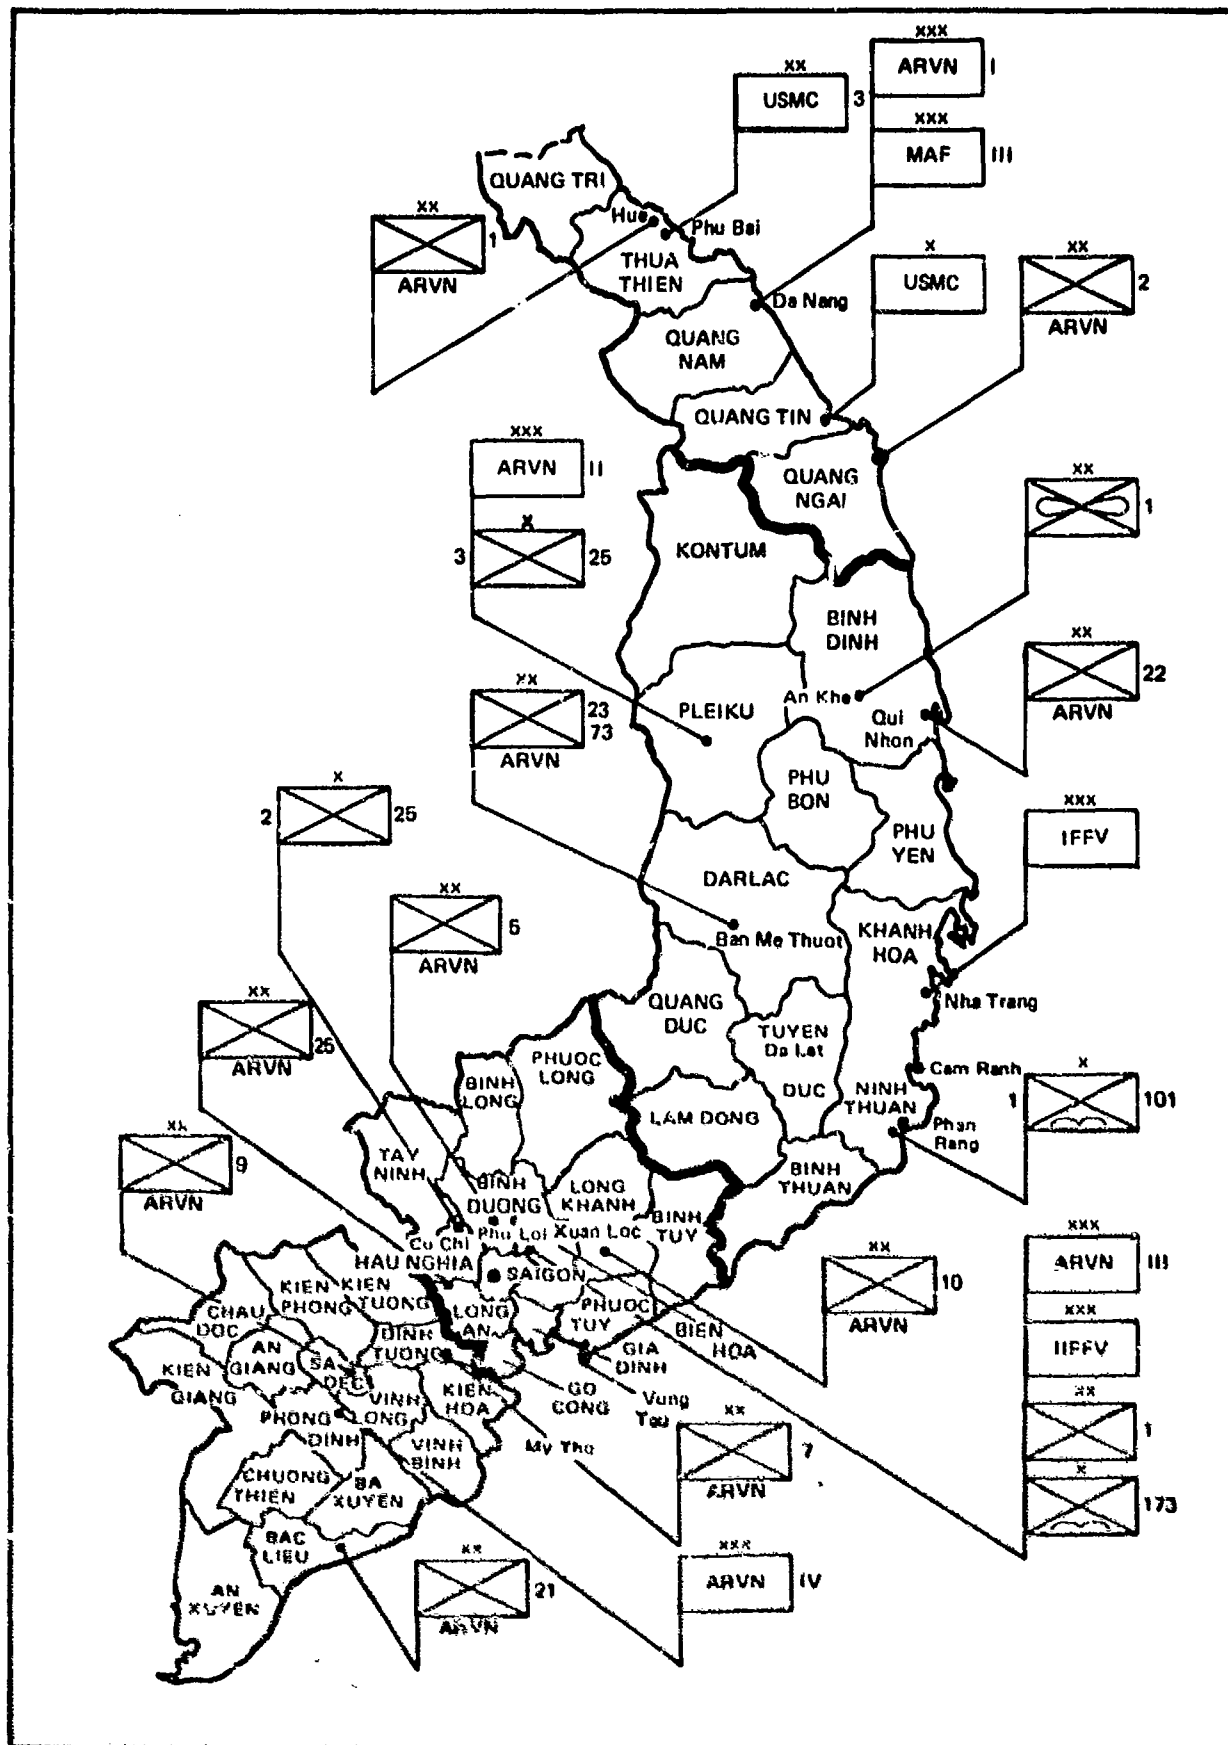 xxx
ARVN I
xx
USMC 3
xxx
MAF III
QUANG TRI
Hue
Phu Bai
xx
1
ARVN
THUA
THIEN
x
USMC
xx
2
ARVN
Da Nang
QUANG
NAM
QUANG TIN
xxx
ARVN II
QUANG
NGAI
xx
1
x
3 25
KONTUM
BINH
DINH
xx
22
ARVN
xx
23
73
ARVN
PLEIKU
An Khe
Qui
Nhon
PHU
BON
x
2 25
xxx
IFFV
PHU
YEN
DARLAC
xx
5
ARVN
Ban Me Thuot
KHANH
HOA
xx
25
ARVN
QUANG
DUC
Nha Trang
TUYEN
Da Lat
DUC
PHUOC
LONG
BINH
LONG
Cam Ranh
x
1 101
NINH
THUAN
Phan
Rang
LAM DONG
xx
9
ARVN
TAY
NINH
BINH
DUONG
LONG
KHANH
BINH
THUAN
BINH
TUY
Cu Chi
Phu Loi
Xuan Loc
HAU NGHIA
SAIGON
xx
10
ARVN
xxx
ARVN III
KIEN
PHONG
KIEN
TUONG
CHAU
DOC
LONG
AN
PHUOC
TUY
BIEN
HOA
xxx
IIFFV
AN
GIANG
SA
DEC
DINH
TUONG
GIA
DINH
KIEN
GIANG
KIEN
HOA
GO
CONG
Vung
Tau
VINH
LONG
PHONG
DINH
xx
1
VINH
BINH
My Tho
xx
7
ARVN
CHUONG
THIEN
BA
XUYEN
x
173
BAC
LIEU
xx
21
ARVN
xxx
ARVN IV
AN
XUYEN